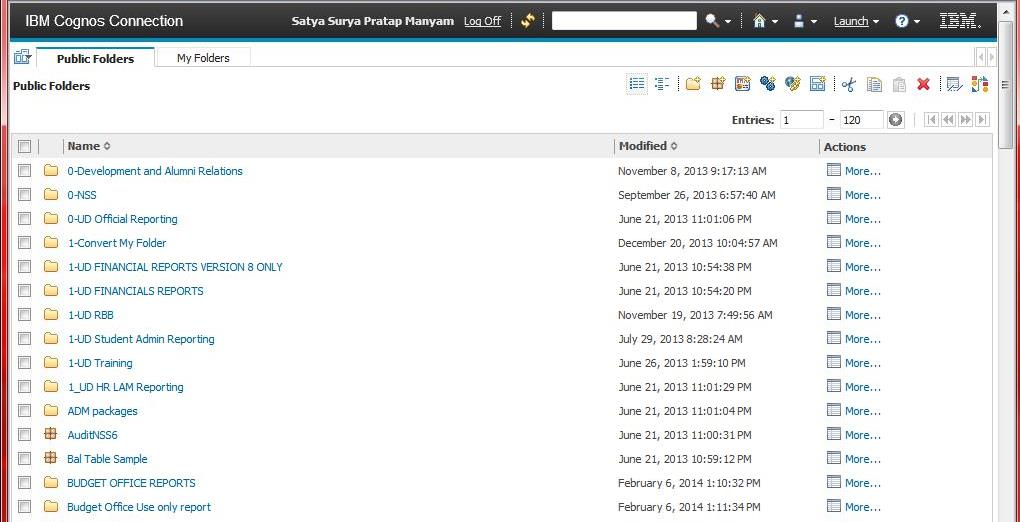 IBM Cognos Connection Satya Surya Pratap Manyam Log Off Launch ? IBM.
Public Folders My Folders
Public Folders
Entries: 1 - 120
Name Modified Actions
0-Development and Alumni Relations November 8, 2013 9:17:13 AM More...
0-NSS September 26, 2013 6:57:40 AM More...
0-UD Official Reporting June 21, 2013 11:01:06 PM More...
1-Convert My Folder December 20, 2013 10:04:57 AM More...
1-UD FINANCIAL REPORTS VERSION 8 ONLY June 21, 2013 10:54:38 PM More...
1-UD FINANCIALS REPORTS June 21, 2013 10:54:20 PM More...
1-UD RBB November 19, 2013 7:49:56 AM More...
1-UD Student Admin Reporting July 29, 2013 8:28:24 AM More...
1-UD Training June 26, 2013 1:59:10 PM More...
1_UD HR LAM Reporting June 21, 2013 11:01:29 PM More...
ADM packages June 21, 2013 11:01:04 PM More...
AuditNSS6 June 21, 2013 11:00:31 PM More...
Bal Table Sample June 21, 2013 10:59:12 PM More...
BUDGET OFFICE REPORTS February 6, 2014 1:10:32 PM More...
Budget Office Use only report February 6, 2014 1:11:34 PM More...